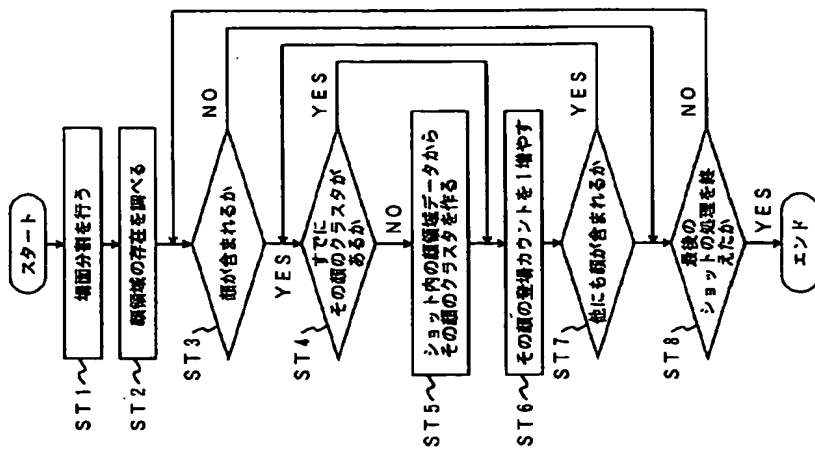 スタート
ST1
場面分割を行う
ST2
顔領域の存在を調べる
ST3
顔が含まれるか
NO
YES
ST4
すでに
その顔のクラスタが
あるか
YES
NO
ST5
ショット内の顔領域データから
その顔のクラスタを作る
ST6
その顔の登場カウントを1増やす
ST7
他にも顔が含まれるか
YES
ST8
最後の
ショットの処理を終
えたか
NO
YES
エンド